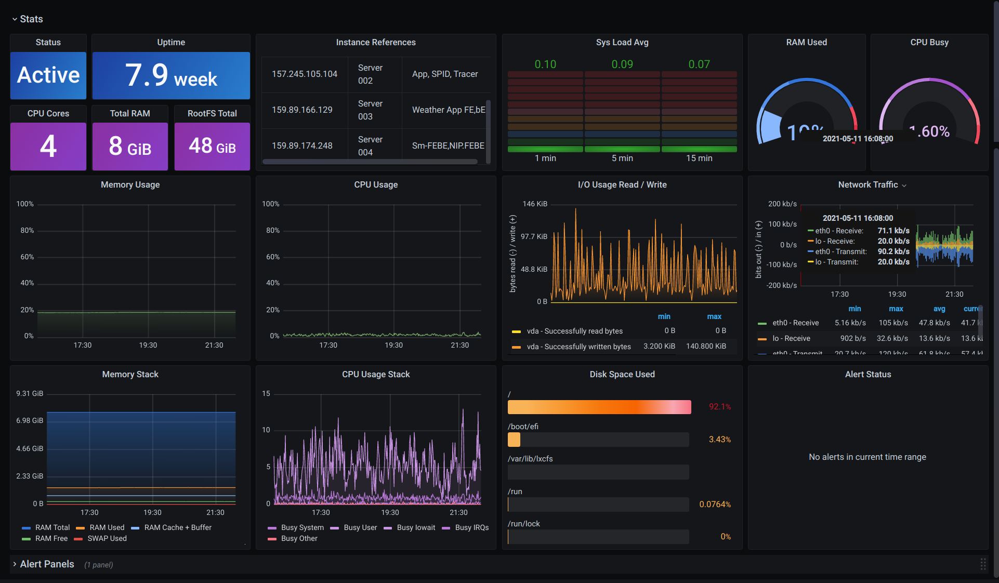 Stats
Status
Active
Uptime
7.9 week
CPU Cores
4
Total RAM
8 GiB
RootFS Total
48 GiB
Instance References
157.245.105.104 Server 002 App, SPID, Tracer
159.89.166.129 Server 003 Weather App FE,bE
159.89.174.248 Server 004 Sm-FEBE,NIP.FEBE
Sys Load Avg
0.10 0.09 0.07
1 min 5 min 15 min
RAM Used
CPU Busy
1.60%
2021-05-11 16:08:00
Memory Usage
100%
80%
60%
40%
20%
0%
17:30 19:30 21:30
CPU Usage
100%
80%
60%
40%
20%
0%
17:30 19:30 21:30
I/O Usage Read / Write
bytes read (-) / write (+)
146 KiB
97.7 KiB
48.8 KiB
0 B
min max
vda - Successfully read bytes 0 B 0 B
vda - Successfully written bytes 3.200 KiB 140.800 KiB
Network Traffic
bits out (-) / in (+)
200 kb/s
100 kb/s
0 b/s
-100 kb/s
-200 kb/s
2021-05-11 16:08:00
eth0 - Receive: 71.1 kb/s
lo - Receive: 20.0 kb/s
eth0 - Transmit: 90.2 kb/s
lo - Transmit: 20.0 kb/s
17:30 19:30 21:30
min max avg curre
eth0 - Receive 5.16 kb/s 105 kb/s 47.8 kb/s 41.7 k
lo - Receive 902 b/s 32.6 kb/s 13.6 kb/s 13.6 kb
eth0 - Transmit 20.7 kb/s 120 kb/s 61.8 kb/s 57.4 kb
Memory Stack
9.31 GiB
6.98 GiB
4.66 GiB
2.33 GiB
0 B
17:30 19:30 21:30
RAM Total RAM Used RAM Cache + Buffer
RAM Free SWAP Used
CPU Usage Stack
15
10
5
0
17:30 19:30 21:30
Busy System Busy User Busy Iowait Busy IRQs
Busy Other
Disk Space Used
/
92.1%
/boot/efi
3.43%
/var/lib/lxcfs
/run
0.0764%
/run/lock
0%
Alert Status
No alerts in current time range
Alert Panels (1 panel)